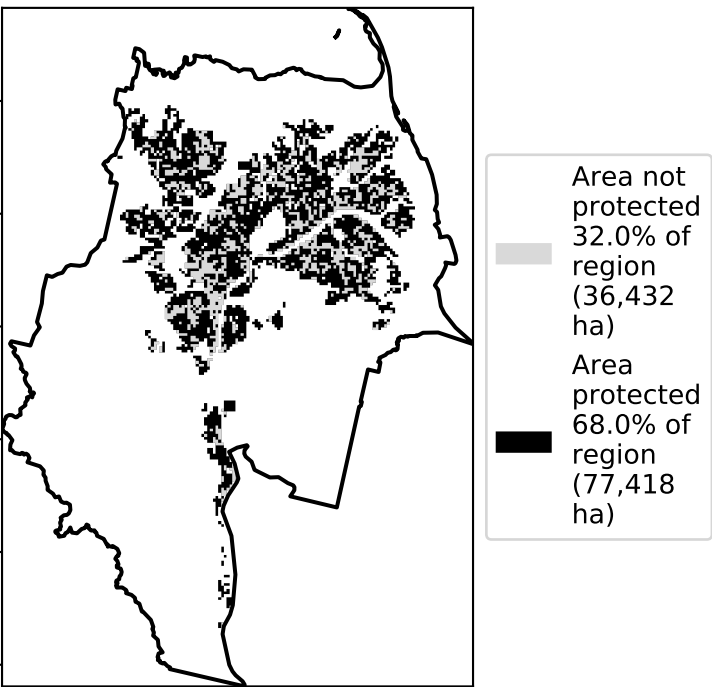 Area not
protected
32.0% of
region
(36,432
ha)
Area
protected
68.0% of
region
(77,418
ha)